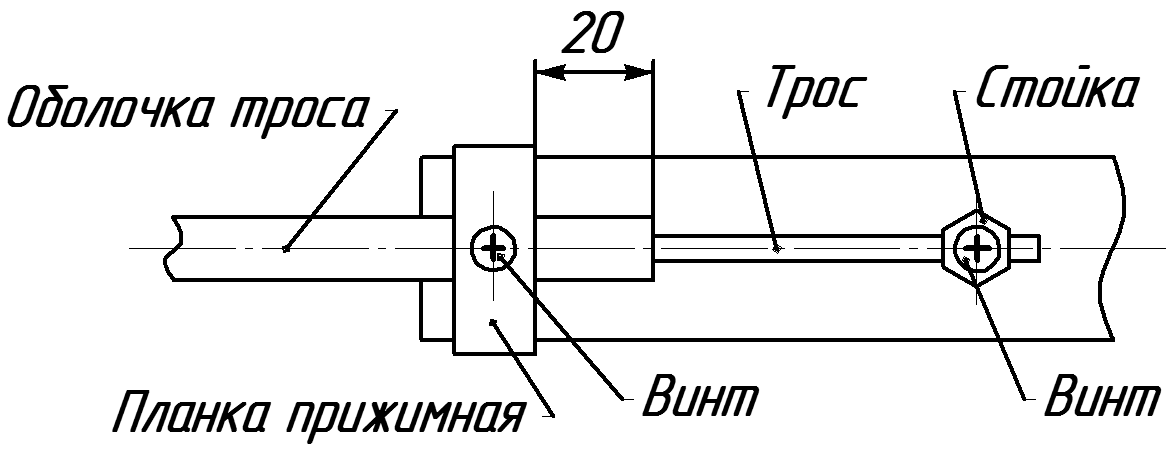 20
Оболочка троса
Трос
Стойка
Планка прижимная
Винт
Винт